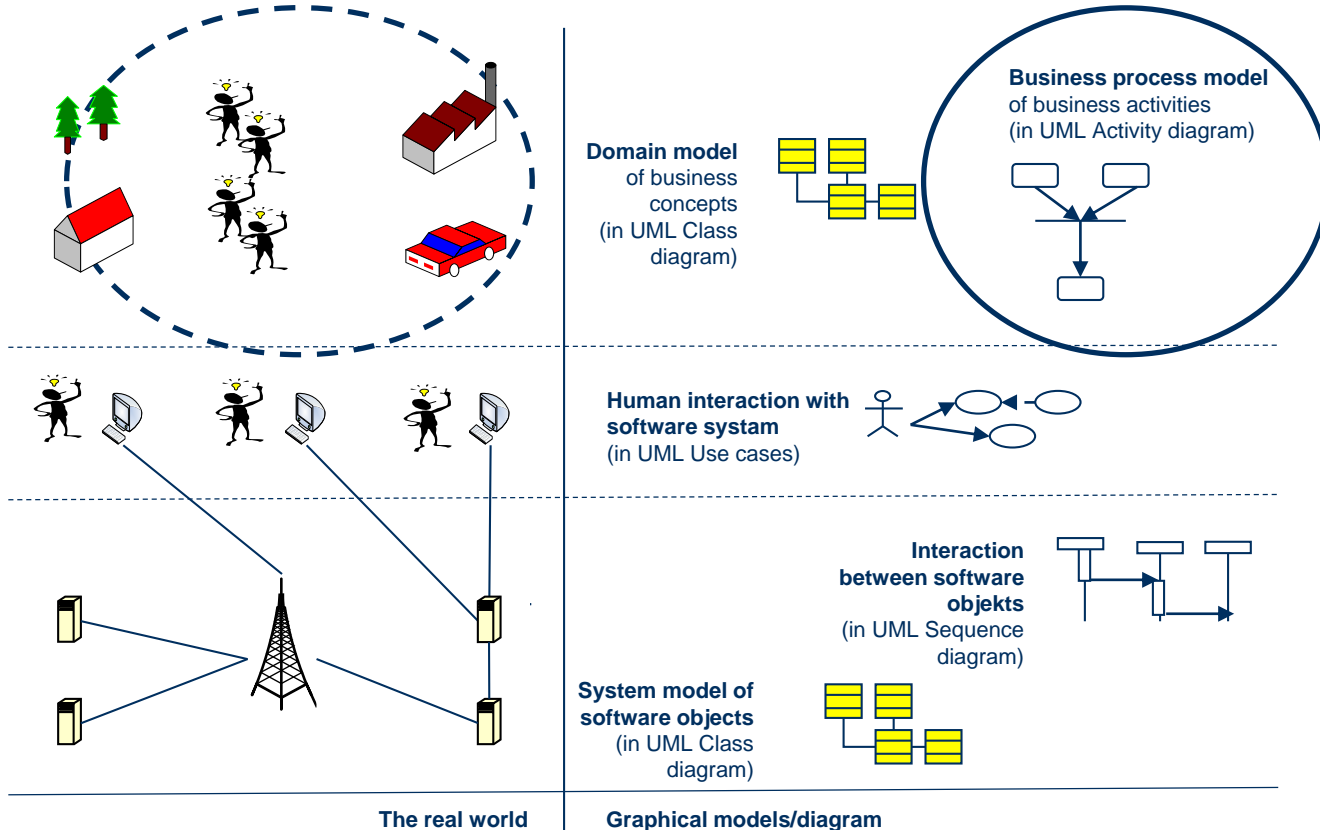 Business process model
of business activities
(in UML Activity diagram)
Domain model
of business
concepts
(in UML Class
diagram)
Human interaction with
software systam
(in UML Use cases)
Interaction
between software
objekts
(in UML Sequence
diagram)
System model of
software objects
(in UML Class
diagram)
The real world
Graphical models/diagram